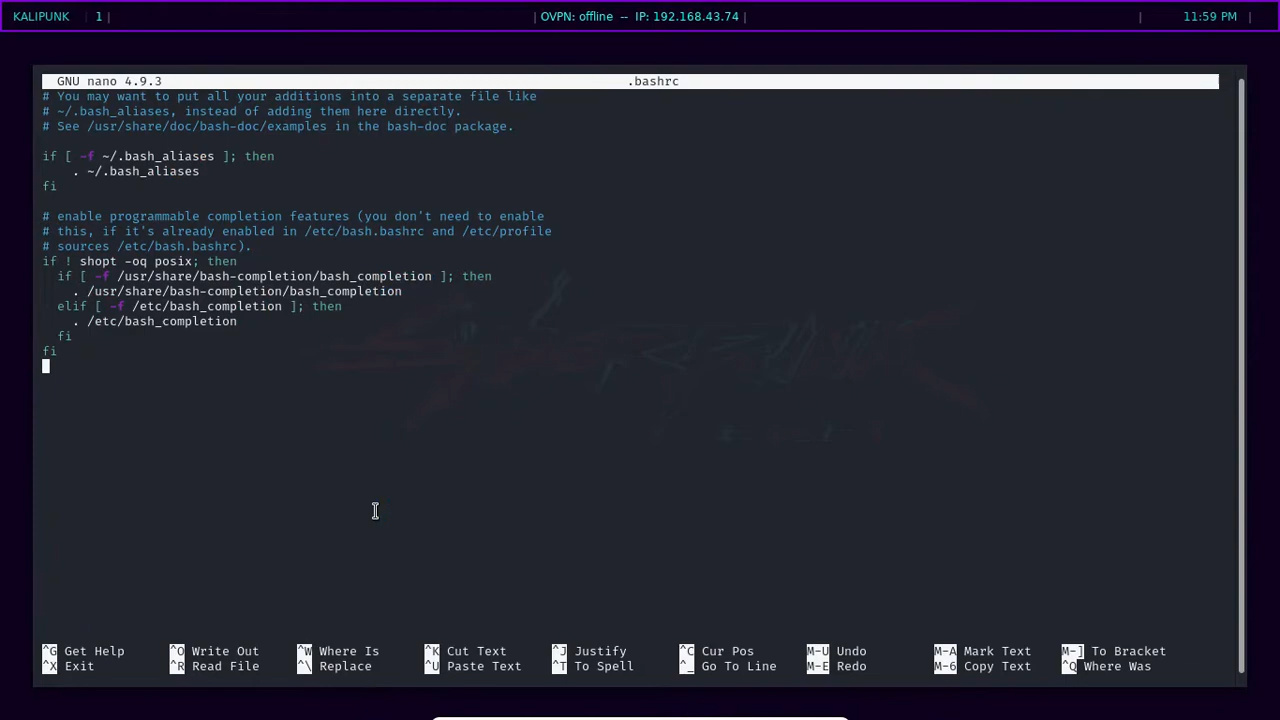 KALIPUNK | 1 | | OVPN: offline -- IP: 192.168.43.74 | | 11:59 PM |
GNU nano 4.9.3 .bashrc
# You may want to put all your additions into a separate file like
# ~/.bash_aliases, instead of adding them here directly.
# See /usr/share/doc/bash-doc/examples in the bash-doc package.
if [ -f ~/.bash_aliases ]; then
. ~/.bash_aliases
fi
# enable programmable completion features (you don't need to enable
# this, if it's already enabled in /etc/bash.bashrc and /etc/profile
# sources /etc/bash.bashrc).
if ! shopt -oq posix; then
if [ -f /usr/share/bash-completion/bash_completion ]; then
. /usr/share/bash-completion/bash_completion
elif [ -f /etc/bash_completion ]; then
. /etc/bash_completion
fi
fi
^G Get Help ^O Write Out ^W Where Is ^K Cut Text ^J Justify ^C Cur Pos M-U Undo M-A Mark Text M-] To Bracket
^X Exit ^R Read File ^\ Replace ^U Paste Text ^T To Spell ^_ Go To Line M-E Redo M-6 Copy Text ^Q Where Was